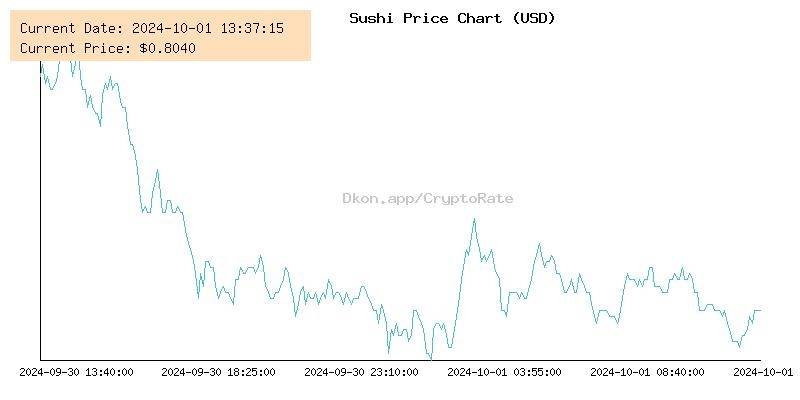 Sushi Price Chart (USD)
Current Date: 2024-10-01 13:37:15
Current Price: $0.8040
Dkon.app/CryptoRate
2024-09-30 13:40:00
2024-09-30 18:25:00
2024-09-30 23:10:00
2024-10-01 03:55:00
2024-10-01 08:40:00
2024-10-01